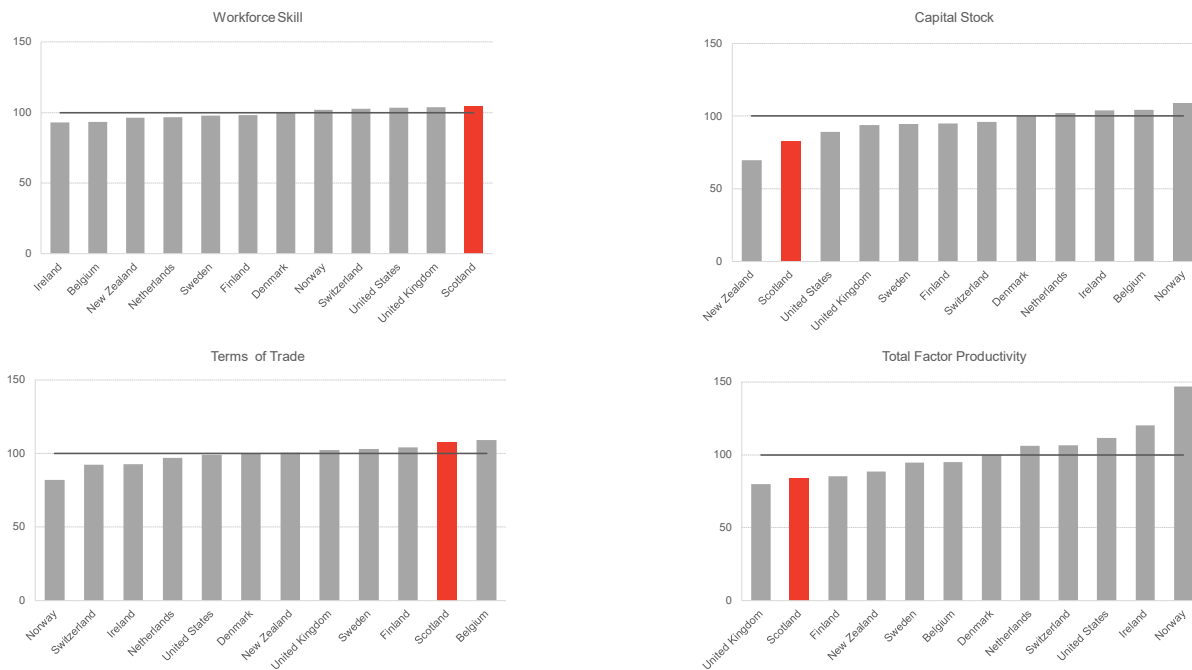 Workforce Skill
150
100
50
0
Ireland
Belgium
New Zealand
Netherlands
Sweden
Finland
Denmark
Norway
Switzerland
United States
United Kingdom
Scotland
Capital Stock
150
100
50
0
New Zealand
Scotland
United States
United Kingdom
Sweden
Finland
Switzerland
Denmark
Netherlands
Ireland
Belgium
Norway
Terms of Trade
150
100
50
0
Norway
Switzerland
Ireland
Netherlands
United States
Denmark
New Zealand
United Kingdom
Sweden
Finland
Scotland
Belgium
Total Factor Productivity
150
100
50
0
United Kingdom
Scotland
Finland
New Zealand
Sweden
Belgium
Denmark
Netherlands
Switzerland
United States
Ireland
Norway